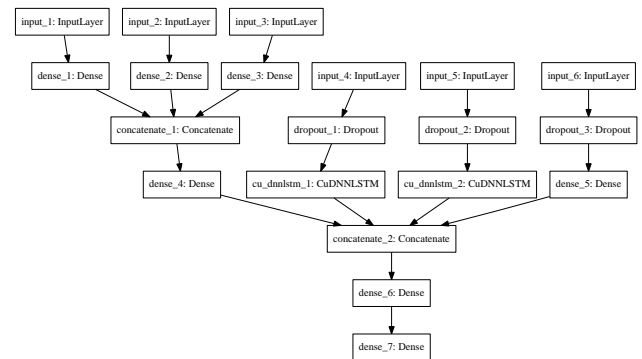 input_1: InputLayer
input_2: InputLayer
input_3: InputLayer
dense_1: Dense
dense_2: Dense
dense_3: Dense
input_4: InputLayer
input_5: InputLayer
input_6: InputLayer
concatenate_1: Concatenate
dropout_1: Dropout
dropout_2: Dropout
dropout_3: Dropout
dense_4: Dense
cu_dnnlstm_1: CuDNNLSTM
cu_dnnlstm_2: CuDNNLSTM
dense_5: Dense
concatenate_2: Concatenate
dense_6: Dense
dense_7: Dense